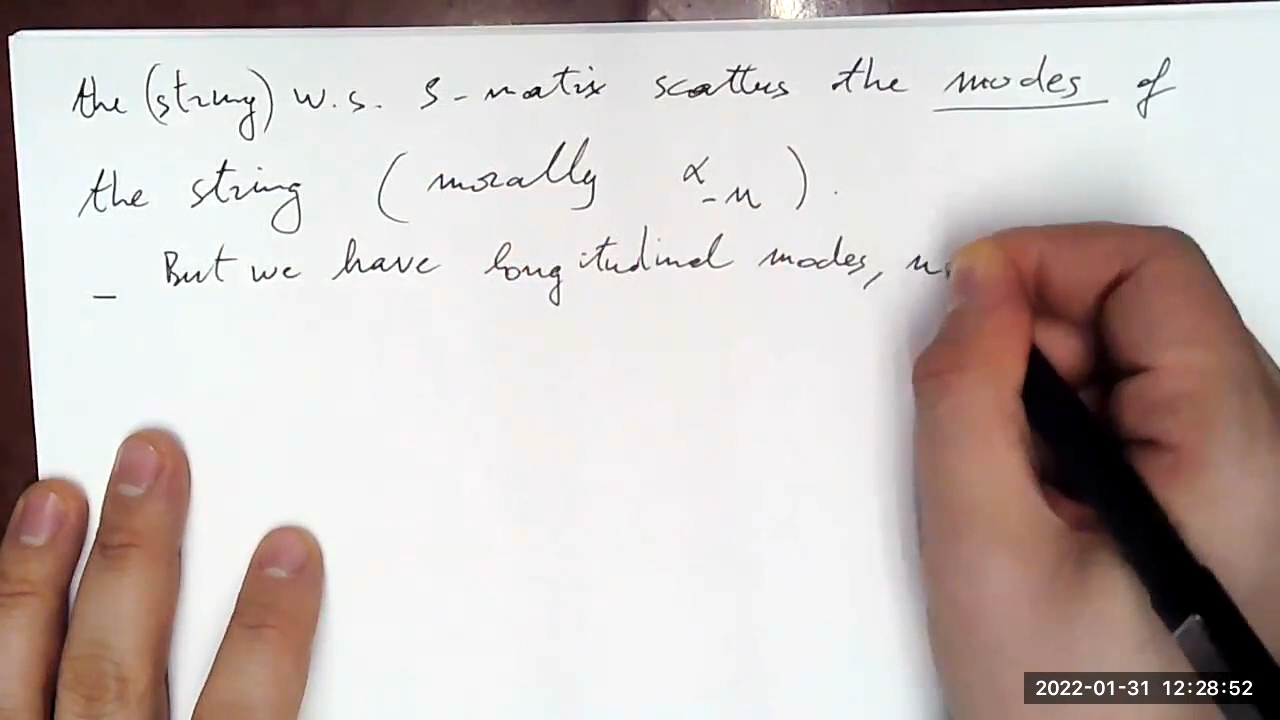 the (string) w.s. S-matrix scatters the modes of
the string (morally α_-n).
- But we have longitudinal modes,
2022-01-31 12:28:52